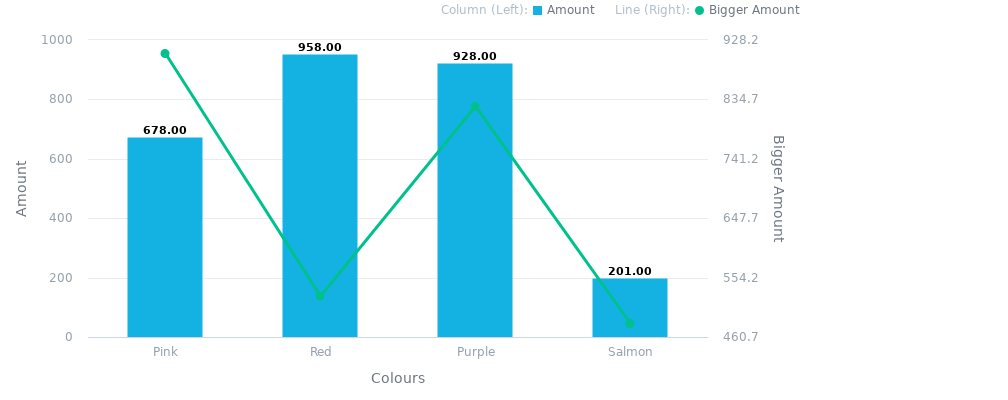 Column (Left): Amount Line (Right): Bigger Amount
1000 928.2
958.00
928.00
800 834.7
678.00
600 741.2
Amount
Bigger Amount
400 647.7
201.00
200 554.2
0 460.7
Pink Red Purple Salmon
Colours